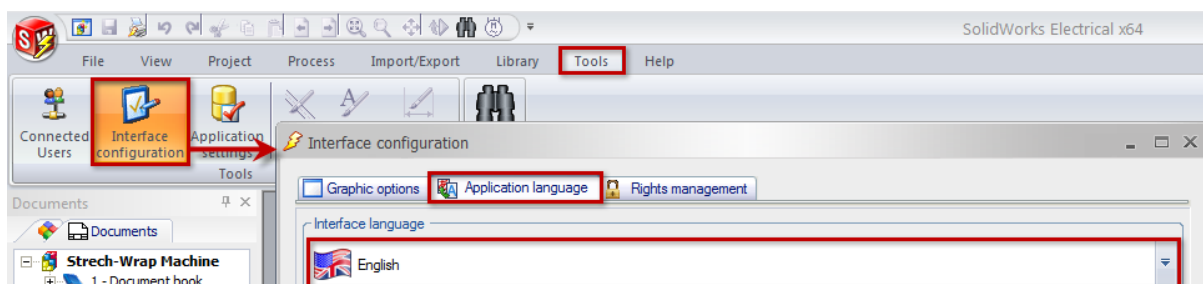 SolidWorks Electrical x64
File View Project Process Import/Export Library Tools Help
Connected Users
Interface configuration
Application settings
Tools
Interface configuration
Graphic options Application language Rights management
Interface language
English
Documents
Documents
Strech-Wrap Machine
1 - Document book